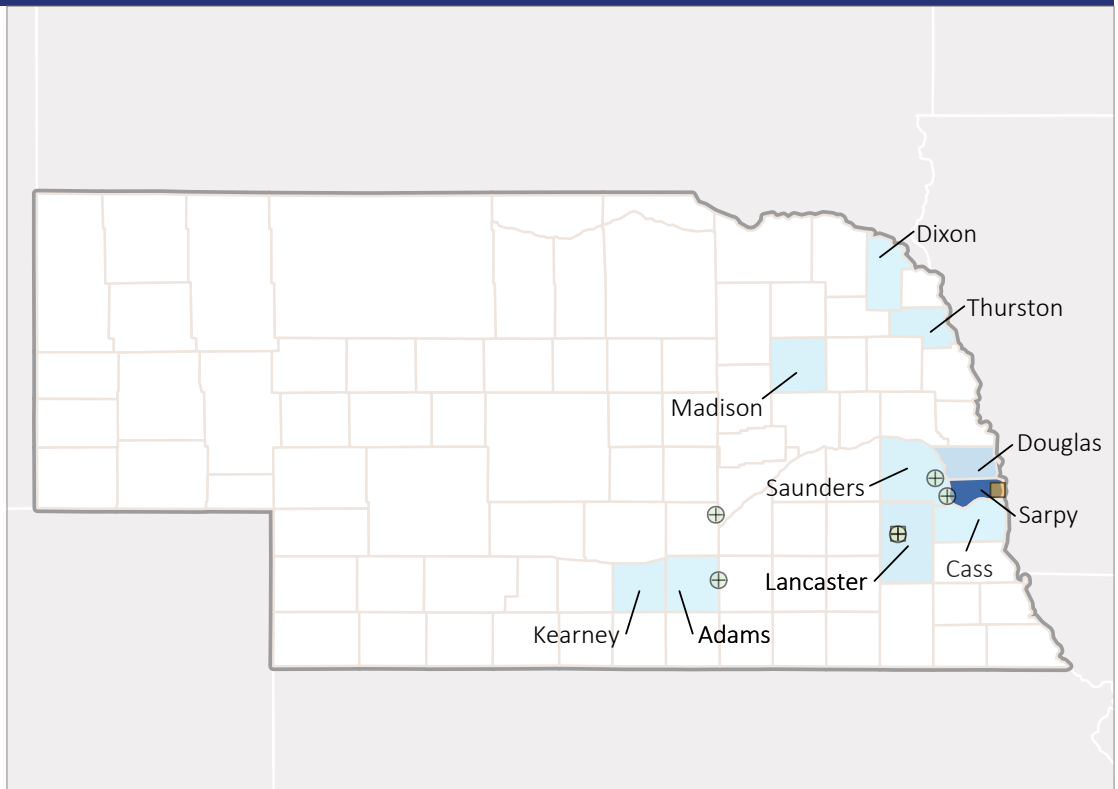 Dixon
Thurston
Madison
Douglas
Saunders
Sarpy
Cass
Lancaster
Kearney
Adams